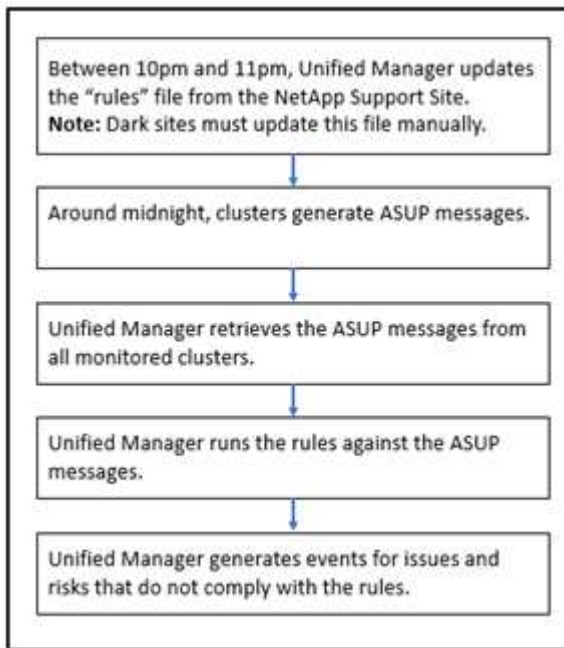 Between 10pm and 11pm, Unified Manager updates
the “rules” file from the NetApp Support Site.
Note: Dark sites must update this file manually.
Around midnight, clusters generate ASUP messages.
Unified Manager retrieves the ASUP messages from
all monitored clusters.
Unified Manager runs the rules against the ASUP
messages.
Unified Manager generates events for issues and
risks that do not comply with the rules.